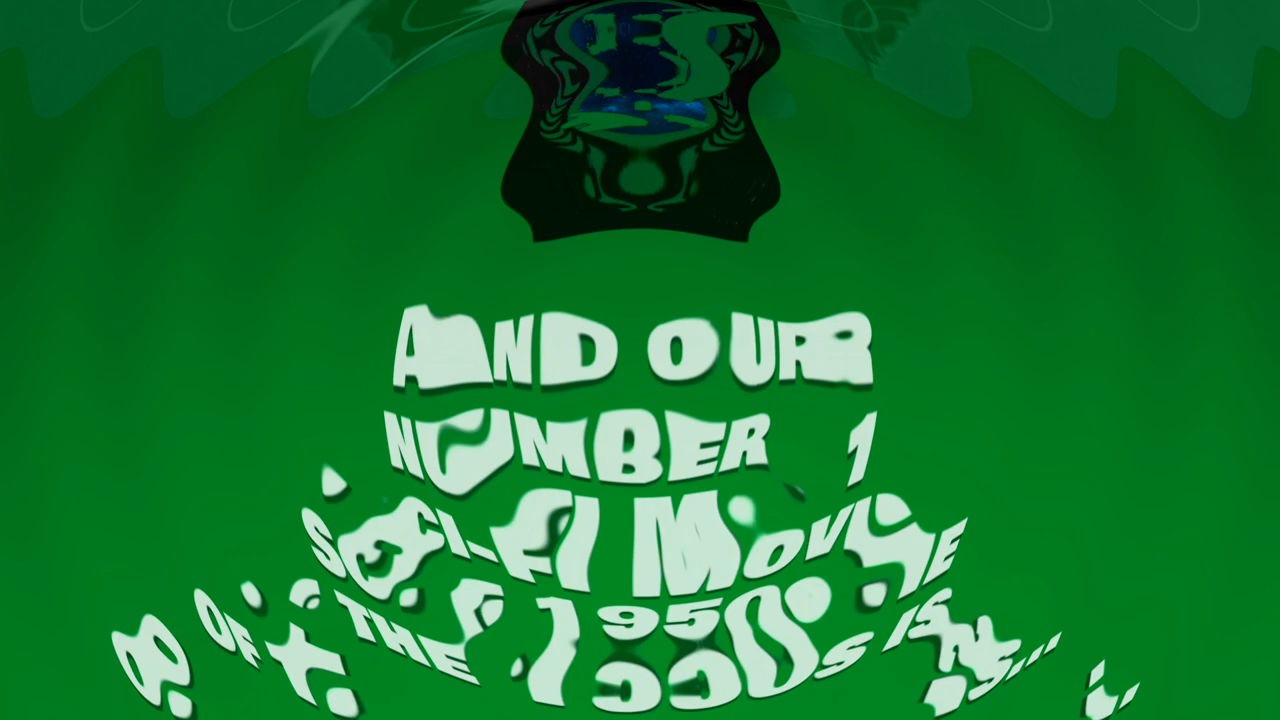 AND OUR
NUMBER 1
SCI-FI MOVIE
OF THE 1950s IS...